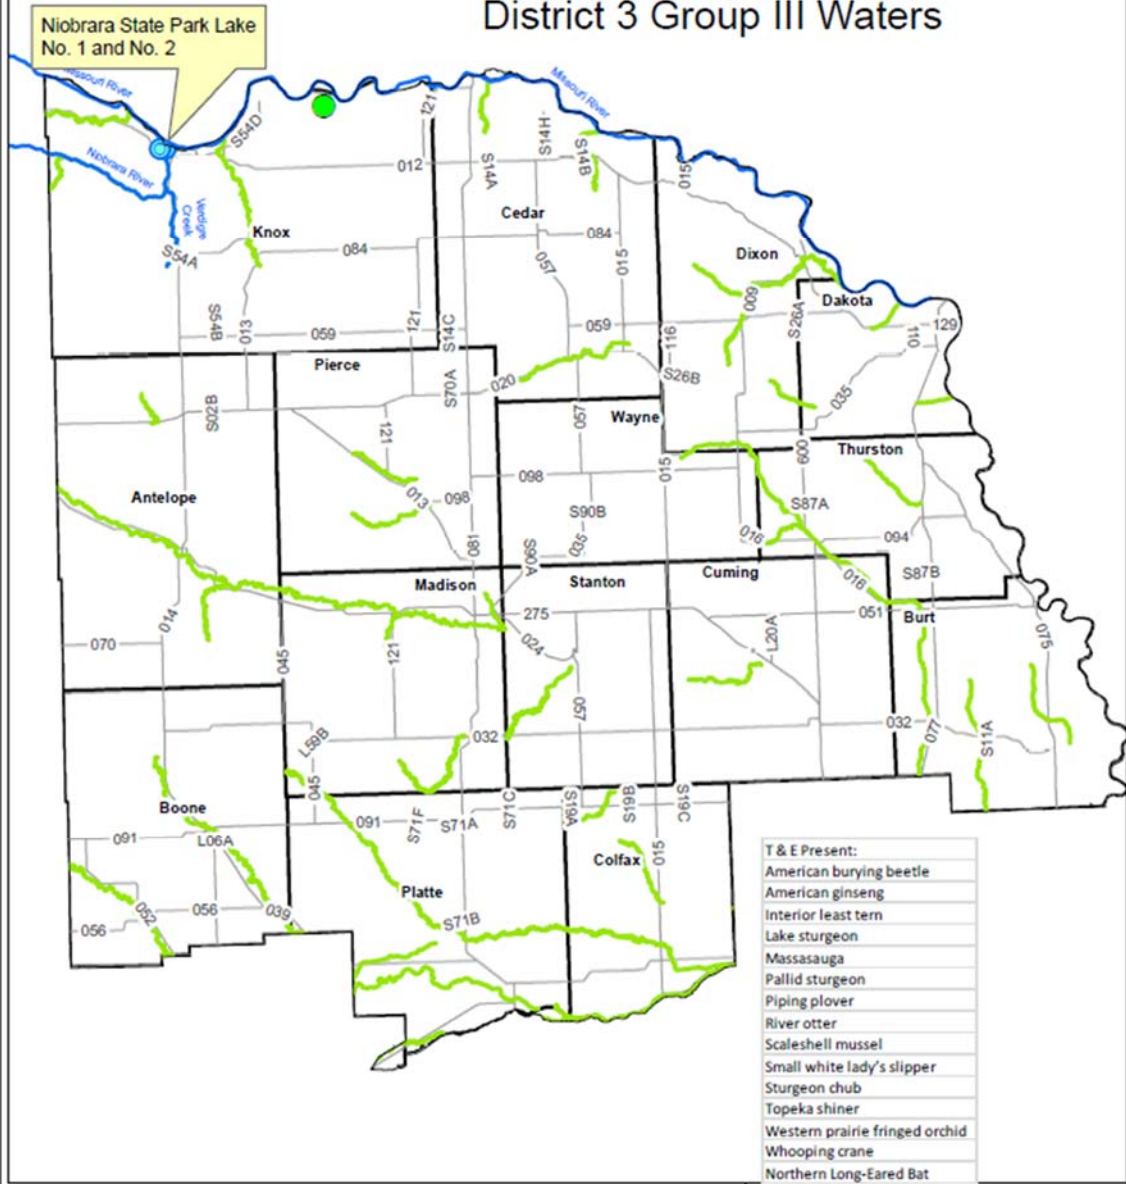 District 3 Group III Waters
Niobrara State Park Lake
No. 1 and No. 2
Missouri River
Missouri River
Niobrara River
Verdigre
Creek
S54D
121
S14H
S14A
S14B
012
015
Cedar
Knox
084
084
S54A
057
015
Dixon
009
Dakota
S26A
S54B
013
059
121
S14C
059
116
110
129
Pierce
020
S70A
S26B
035
S02B
121
057
Wayne
600
Thurston
015
098
098
013
Antelope
S90B
S87A
081
S90A
035
016
094
Madison
Stanton
Cuming
016
S87B
275
051
Burt
014
024
L20A
075
070
045
121
057
032
032
077
S11A
L59B
045
Boone
091
L06A
091
S71F
S71A
S71C
S19A
S19B
S19C
015
Colfax
Platte
052
056
056
039
S71B
T & E Present:
American burying beetle
American ginseng
Interior least tern
Lake sturgeon
Massasauga
Pallid sturgeon
Piping plover
River otter
Scaleshell mussel
Small white lady's slipper
Sturgeon chub
Topeka shiner
Western prairie fringed orchid
Whooping crane
Northern Long-Eared Bat